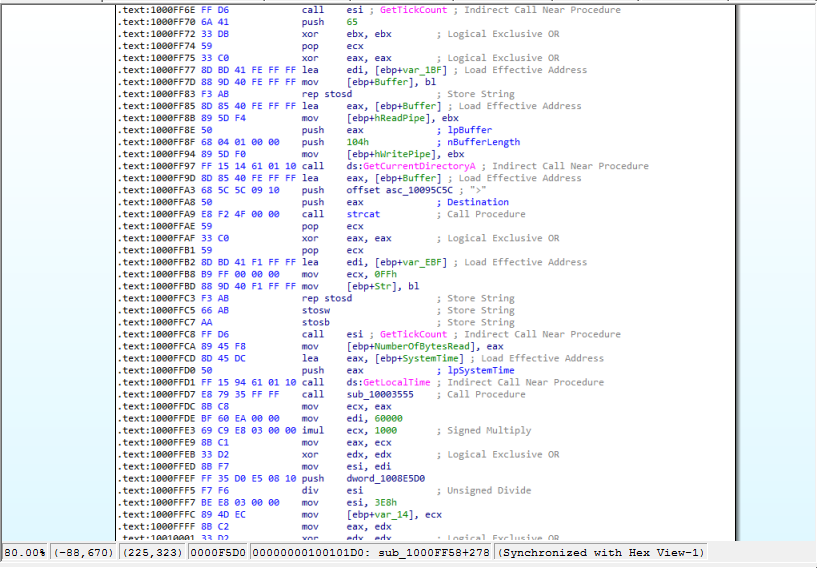 .text:1000FF6E FF D6 call esi ; GetTickCount ; Indirect Call Near Procedure
.text:1000FF70 6A 41 push 65
.text:1000FF72 33 DB xor ebx, ebx ; Logical Exclusive OR
.text:1000FF74 59 pop ecx
.text:1000FF75 33 C0 xor eax, eax ; Logical Exclusive OR
.text:1000FF77 8D BD 41 FE FF FF lea edi, [ebp+var_1BF] ; Load Effective Address
.text:1000FF7D 88 9D 40 FE FF FF mov [ebp+Buffer], bl
.text:1000FF83 F3 AB rep stosd ; Store String
.text:1000FF85 8D 85 40 FE FF FF lea eax, [ebp+Buffer] ; Load Effective Address
.text:1000FF8B 89 5D F4 mov [ebp+hReadPipe], ebx
.text:1000FF8E 50 push eax ; lpBuffer
.text:1000FF8F 68 04 01 00 00 push 104h ; nBufferLength
.text:1000FF94 89 5D F0 mov [ebp+hWritePipe], ebx
.text:1000FF97 FF 15 14 61 01 10 call ds:GetCurrentDirectoryA ; Indirect Call Near Procedure
.text:1000FF9D 8D 85 40 FE FF FF lea eax, [ebp+Buffer] ; Load Effective Address
.text:1000FFA3 68 5C 5C 09 10 push offset asc_10095C5C ; ">"
.text:1000FFA8 50 push eax ; Destination
.text:1000FFA9 E8 F2 4F 00 00 call strcat ; Call Procedure
.text:1000FFAE 59 pop ecx
.text:1000FFAF 33 C0 xor eax, eax ; Logical Exclusive OR
.text:1000FFB1 59 pop ecx
.text:1000FFB2 8D BD 41 F1 FF FF lea edi, [ebp+var_EBF] ; Load Effective Address
.text:1000FFB8 B9 FF 00 00 00 mov ecx, 0FFh
.text:1000FFBD 88 9D 40 F1 FF FF mov [ebp+Str], bl
.text:1000FFC3 F3 AB rep stosd ; Store String
.text:1000FFC5 66 AB stosw ; Store String
.text:1000FFC7 AA stosb ; Store String
.text:1000FFC8 FF D6 call esi ; GetTickCount ; Indirect Call Near Procedure
.text:1000FFCA 89 45 F8 mov [ebp+NumberOfBytesRead], eax
.text:1000FFCD 8D 45 DC lea eax, [ebp+SystemTime] ; Load Effective Address
.text:1000FFD0 50 push eax ; lpSystemTime
.text:1000FFD1 FF 15 94 61 01 10 call ds:GetLocalTime ; Indirect Call Near Procedure
.text:1000FFD7 E8 79 35 FF FF call sub_10003555 ; Call Procedure
.text:1000FFDC 8B C8 mov ecx, eax
.text:1000FFDE BF 60 EA 00 00 mov edi, 60000
.text:1000FFE3 69 C9 E8 03 00 00 imul ecx, 1000 ; Signed Multiply
.text:1000FFE9 8B C1 mov eax, ecx
.text:1000FFEB 33 D2 xor edx, edx ; Logical Exclusive OR
.text:1000FFED 8B F7 mov esi, edi
.text:1000FFEF FF 35 D0 E5 08 10 push dword_1008E5D0
.text:1000FFF5 F7 F6 div esi ; Unsigned Divide
.text:1000FFF7 BE E8 03 00 00 mov esi, 3E8h
.text:1000FFFC 89 4D EC mov [ebp+var_14], ecx
.text:1000FFFF 8B C2 mov eax, edx
.text:10010001 33 D2 xor edx, edx ; Logical Exclusive OR
80.00% (-88,670) (225,323) 0000F5D0 00000000100101D0: sub_1000FF58+278 (Synchronized with Hex View-1)